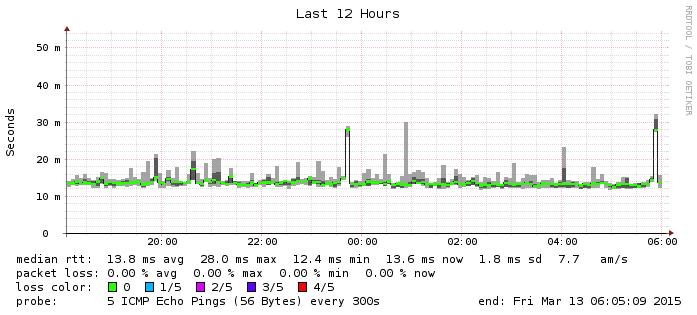 Last 12 Hours
RRDTOOL / TOBI OETIKER
Seconds
50 m
40 m
30 m
20 m
10 m
0
20:00 22:00 00:00 02:00 04:00 06:00
median rtt: 13.8 ms avg 28.0 ms max 12.4 ms min 13.6 ms now 1.8 ms sd 7.7 am/s
packet loss: 0.00 % avg 0.00 % max 0.00 % min 0.00 % now
loss color: 0 1/5 2/5 3/5 4/5
probe: 5 ICMP Echo Pings (56 Bytes) every 300s end: Fri Mar 13 06:05:09 2015